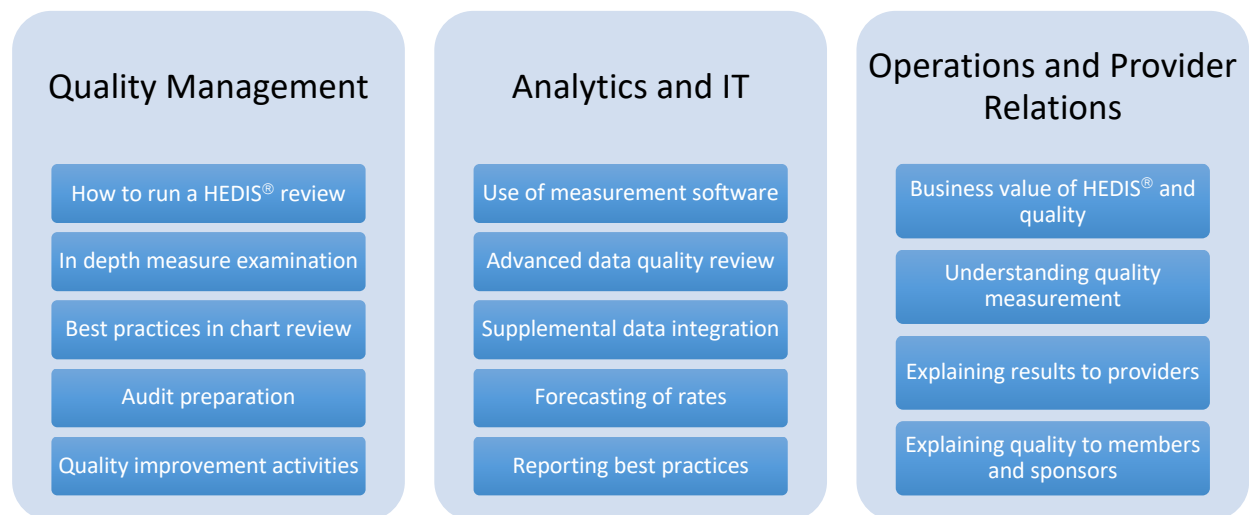 Quality Management
How to run a HEDIS® review
In depth measure examination
Best practices in chart review
Audit preparation
Quality improvement activities
Analytics and IT
Use of measurement software
Advanced data quality review
Supplemental data integration
Forecasting of rates
Reporting best practices
Operations and Provider
Relations
Business value of HEDIS® and
quality
Understanding quality
measurement
Explaining results to providers
Explaining quality to members
and sponsors